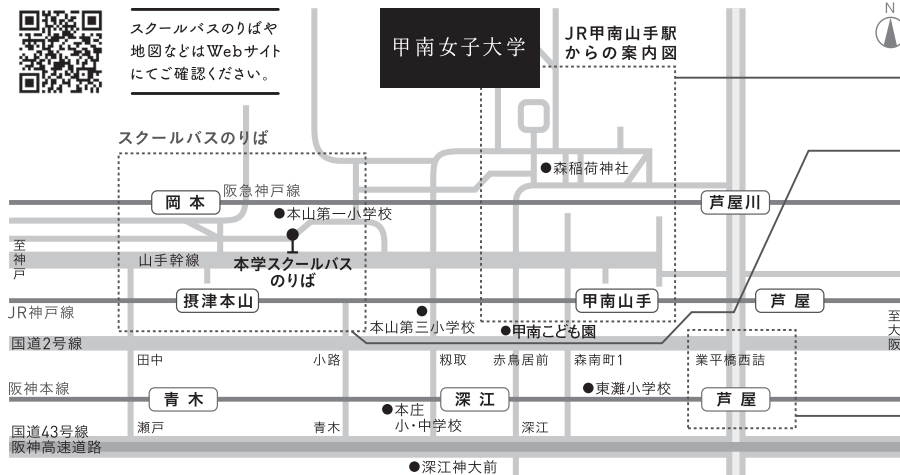 スクールバスのりばや
地図などはWebサイト
にてご確認ください。
甲南女子大学
JR甲南山手駅
からの案内図
N
スクールバスのりば
森稲荷神社
岡本
阪急神戸線
芦屋川
本山第一小学校
至神戸
山手幹線
本学スクールバス
のりば
摂津本山
甲南山手
芦屋
JR神戸線
本山第三小学校
甲南こども園
至大阪
国道2号線
田中
小路
籾取
赤鳥居前
森南町1
業平橋西詰
阪神本線
東灘小学校
青木
深江
芦屋
本庄
小・中学校
国道43号線
瀬戸
青木
深江
阪神高速道路
深江神大前